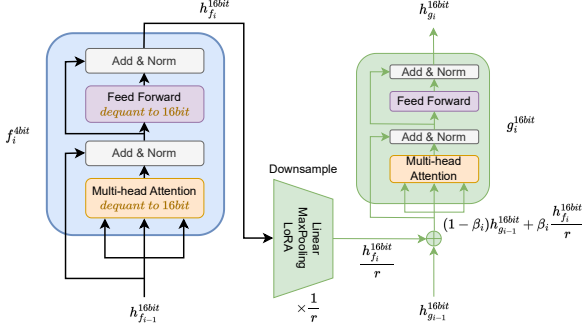 h_{f_i}^{16bit}
Add & Norm
Feed Forward
dequant to 16bit
f_i^{4bit}
Add & Norm
Multi-head Attention
dequant to 16bit
h_{f_{i-1}}^{16bit}
Downsample
Linear
MaxPooling
LoRA
×\frac{1}{r}
\frac{h_{f_i}^{16bit}}{r}
h_{g_i}^{16bit}
Add & Norm
Feed Forward
g_i^{16bit}
Add & Norm
Multi-head
Attention
(1 − β_i)h_{g_{i-1}}^{16bit} + β_i\frac{h_{f_i}^{16bit}}{r}
h_{g_{i-1}}^{16bit}